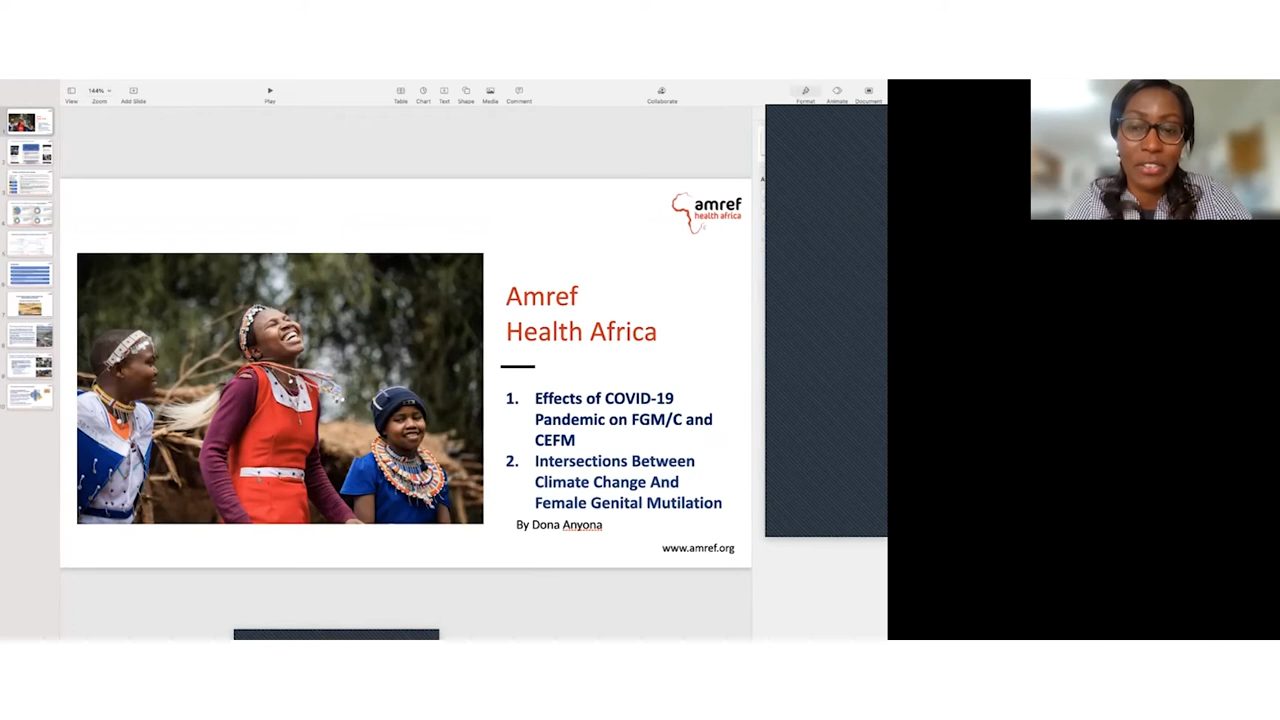 144%
View
Zoom
Add Slide
Play
Table
Chart
Text
Shape
Media
Comment
Collaborate
Format
Animate
Document
amref
health africa
Amref
Health Africa
1. Effects of COVID-19
Pandemic on FGM/C and
CEFM
2. Intersections Between
Climate Change And
Female Genital Mutilation
By Dona Anyona
www.amref.org